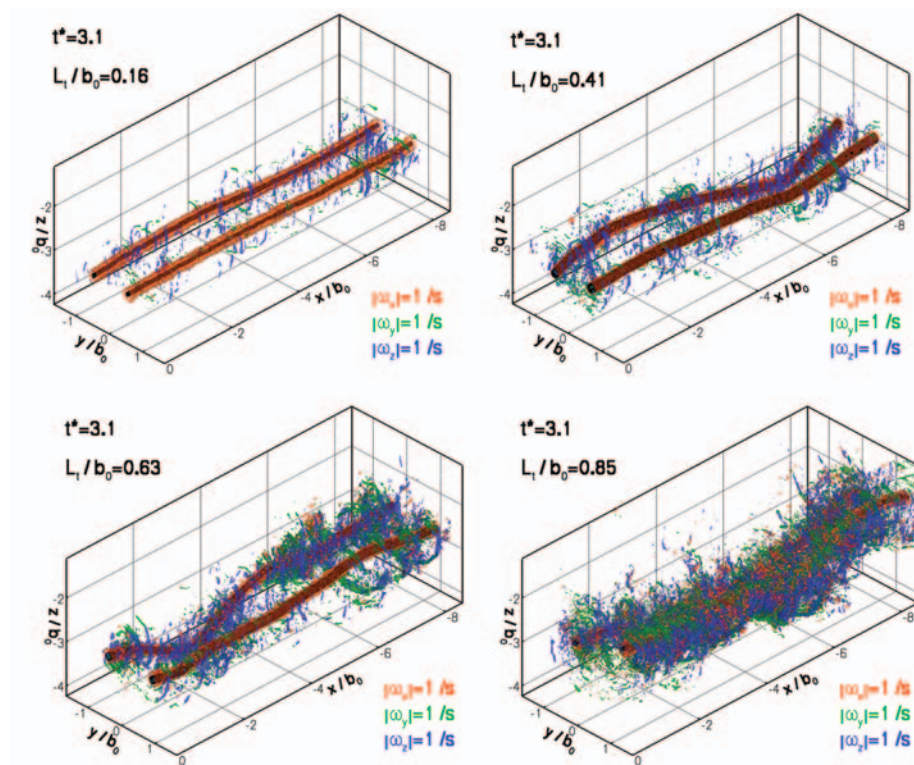 t*=3.1
L_t / b_0=0.16
z / b_0
-2
-3
-4
-1
0
1
y / b_0
0
-2
-4
x / b_0
-6
-8
|ω_x|=1 /s
|ω_y|=1 /s
|ω_z|=1 /s
t*=3.1
L_t / b_0=0.41
z / b_0
-2
-3
-4
-1
0
1
y / b_0
0
-2
-4
x / b_0
-6
-8
|ω_x|=1 /s
|ω_y|=1 /s
|ω_z|=1 /s
t*=3.1
L_t / b_0=0.63
z / b_0
-2
-3
-4
-1
0
1
y / b_0
0
-2
-4
x / b_0
-6
-8
|ω_x|=1 /s
|ω_y|=1 /s
|ω_z|=1 /s
t*=3.1
L_t / b_0=0.85
z / b_0
-2
-3
-4
-1
0
1
y / b_0
0
-2
-4
x / b_0
-6
-8
|ω_x|=1 /s
|ω_y|=1 /s
|ω_z|=1 /s